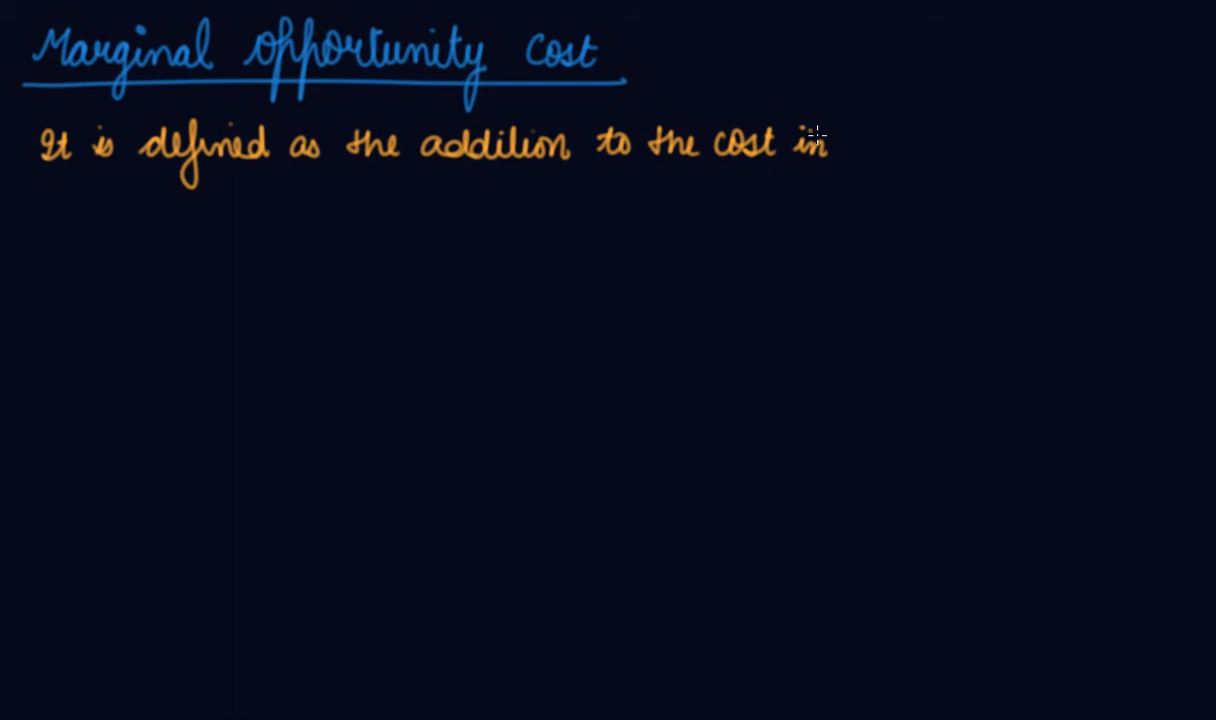 Marginal opportunity cost
It is defined as the addition to the cost in